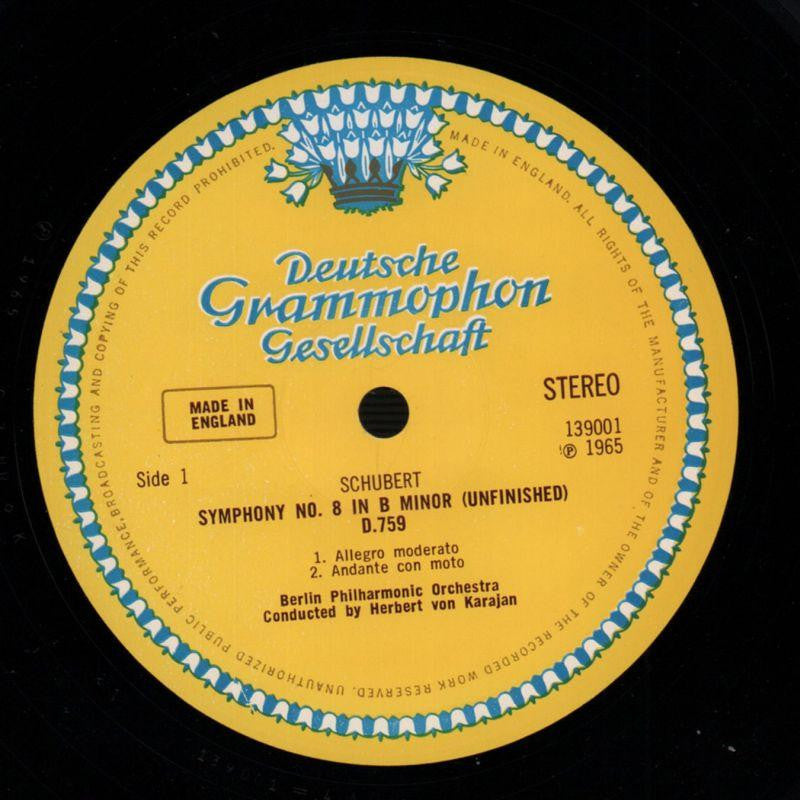 MADE IN ENGLAND. ALL RIGHTS OF THE MANUFACTURER AND OF THE OWNER OF THE RECORDED WORK RESERVED. UNAUTHORIZED PUBLIC PERFORMANCE, BROADCASTING AND COPYING OF THIS RECORD PROHIBITED.
Deutsche
Grammophon
Gesellschaft
MADE IN
ENGLAND
STEREO
139001
℗ 1965
Side 1
SCHUBERT
SYMPHONY NO. 8 IN B MINOR (UNFINISHED)
D.759
1. Allegro moderato
2. Andante con moto
Berlin Philharmonic Orchestra
Conducted by Herbert von Karajan
℗ 1965